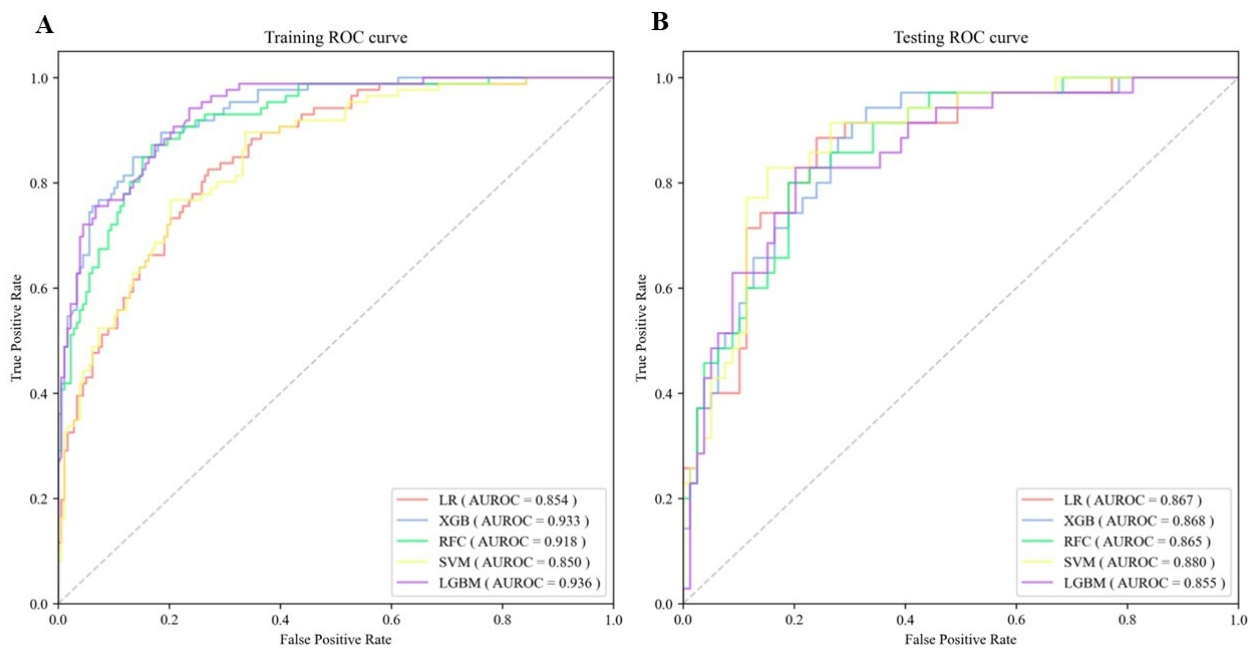 A
Training ROC curve
True Positive Rate
1.0
0.8
0.6
0.4
0.2
0.0
LR ( AUROC = 0.854 )
XGB ( AUROC = 0.933 )
RFC ( AUROC = 0.918 )
SVM ( AUROC = 0.850 )
LGBM ( AUROC = 0.936 )
0.0 0.2 0.4 0.6 0.8 1.0
False Positive Rate
B
Testing ROC curve
True Positive Rate
1.0
0.8
0.6
0.4
0.2
0.0
LR ( AUROC = 0.867 )
XGB ( AUROC = 0.868 )
RFC ( AUROC = 0.865 )
SVM ( AUROC = 0.880 )
LGBM ( AUROC = 0.855 )
0.0 0.2 0.4 0.6 0.8 1.0
False Positive Rate